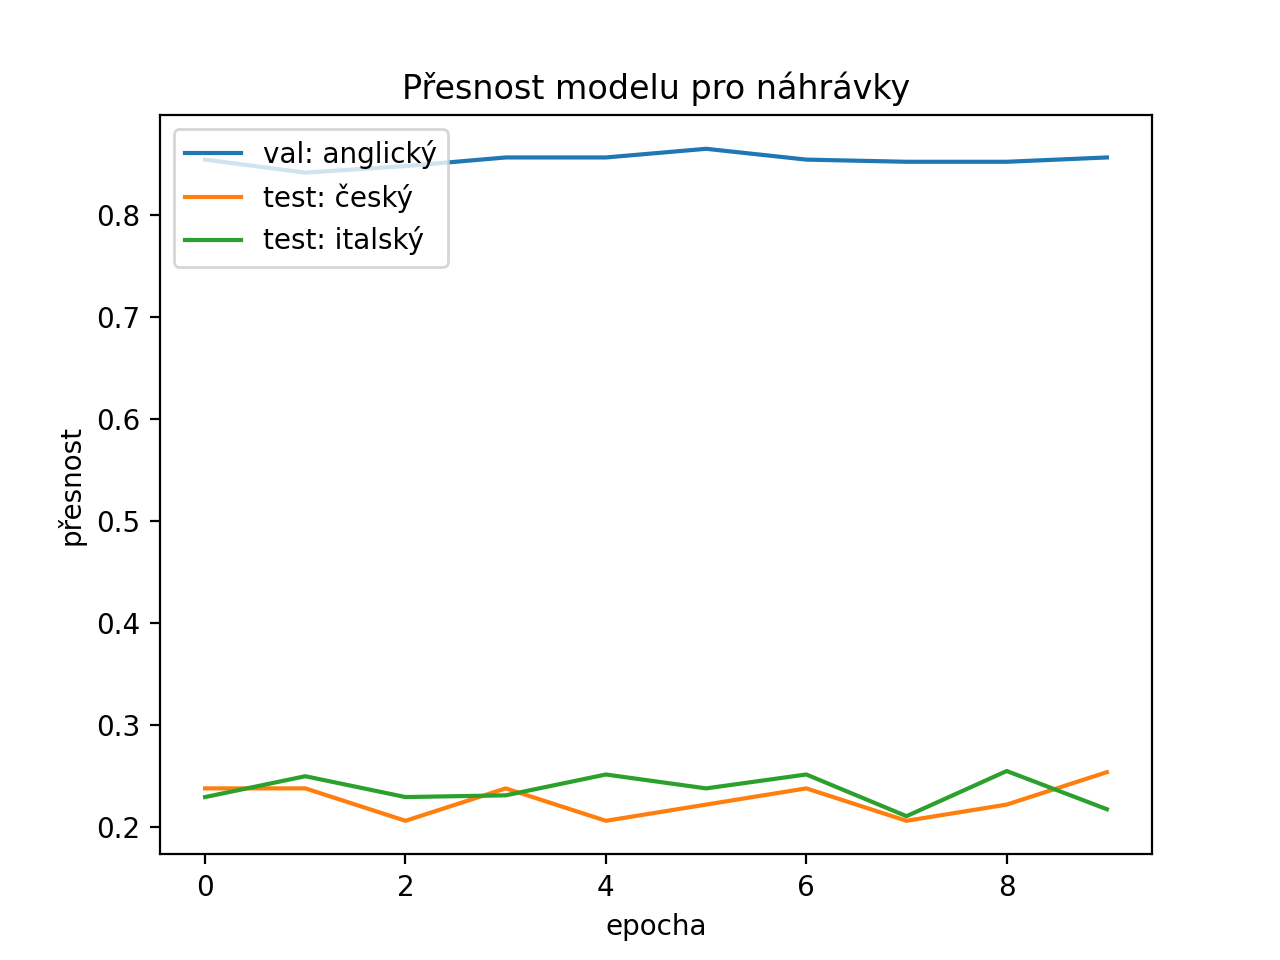 Přesnost modelu pro náhrávky
val: anglický
test: český
test: italský
0.8
0.7
0.6
0.5
0.4
0.3
0.2
přesnost
0 2 4 6 8
epocha